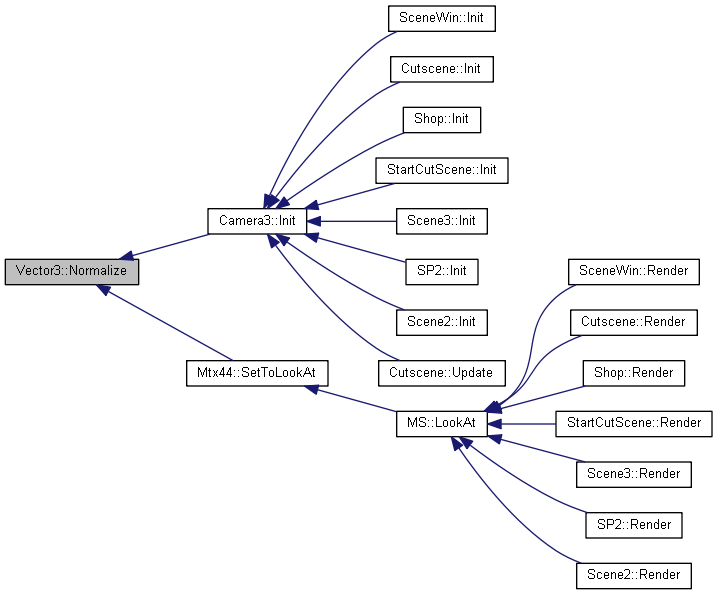 SceneWin::Init
Cutscene::Init
Shop::Init
StartCutScene::Init
Camera3::Init
Scene3::Init
Vector3::Normalize
SP2::Init
SceneWin::Render
Scene2::Init
Cutscene::Render
Mtx44::SetToLookAt
Cutscene::Update
Shop::Render
MS::LookAt
StartCutScene::Render
Scene3::Render
SP2::Render
Scene2::Render